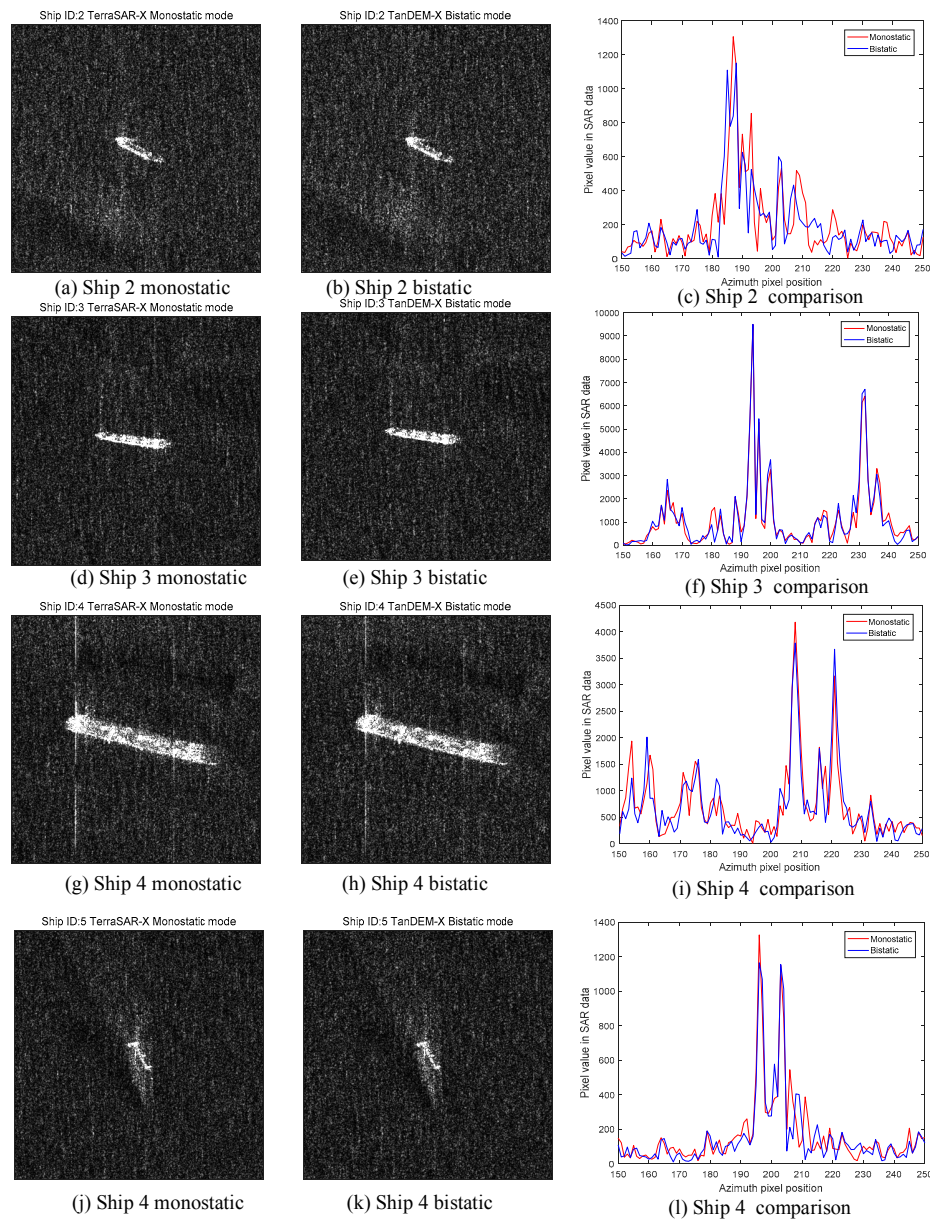 Ship ID:2 TerraSAR-X Monostatic mode
Ship ID:2 TanDEM-X Bistatic mode
Pixel value in SAR data
1400
1200
1000
800
600
400
200
0
150 160 170 180 190 200 210 220 230 240 250
Azimuth pixel position
Monostatic
Bistatic
(a) Ship 2 monostatic
(b) Ship 2 bistatic
(c) Ship 2 comparison
Ship ID:3 TerraSAR-X Monostatic mode
Ship ID:3 TanDEM-X Bistatic mode
Pixel value in SAR data
10000
9000
8000
7000
6000
5000
4000
3000
2000
1000
0
150 160 170 180 190 200 210 220 230 240 250
Azimuth pixel position
Monostatic
Bistatic
(d) Ship 3 monostatic
(e) Ship 3 bistatic
(f) Ship 3 comparison
Ship ID:4 TerraSAR-X Monostatic mode
Ship ID:4 TanDEM-X Bistatic mode
Pixel value in SAR data
4500
4000
3500
3000
2500
2000
1500
1000
500
0
150 160 170 180 190 200 210 220 230 240 250
Azimuth pixel position
Monostatic
Bistatic
(g) Ship 4 monostatic
(h) Ship 4 bistatic
(i) Ship 4 comparison
Ship ID:5 TerraSAR-X Monostatic mode
Ship ID:5 TanDEM-X Bistatic mode
Pixel value in SAR data
1400
1200
1000
800
600
400
200
0
150 160 170 180 190 200 210 220 230 240 250
Azimuth pixel position
Monostatic
Bistatic
(j) Ship 4 monostatic
(k) Ship 4 bistatic
(l) Ship 4 comparison